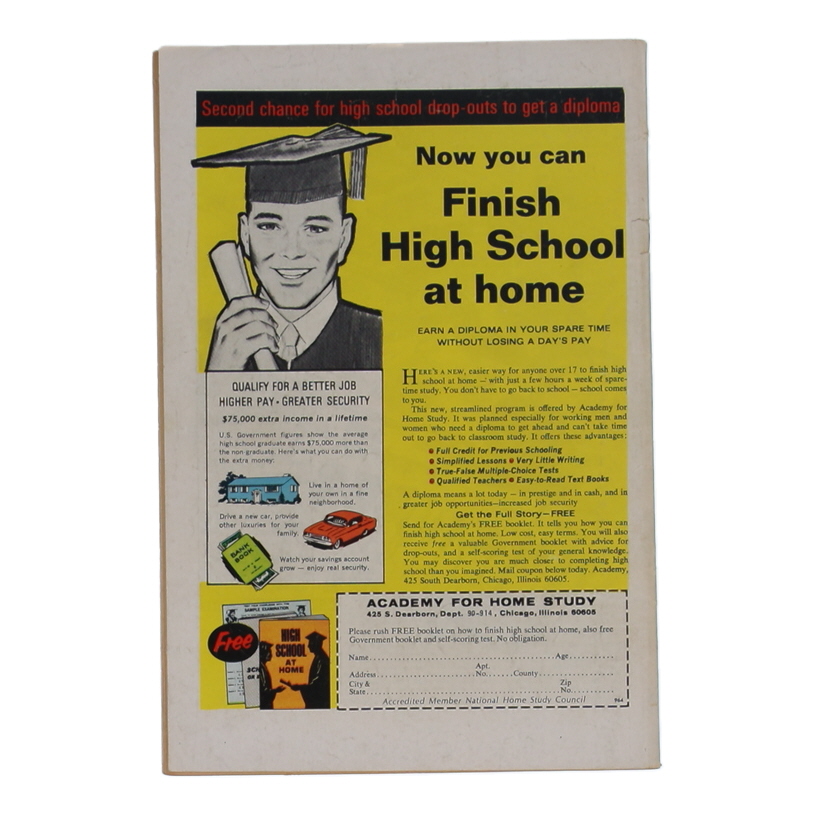 Second chance for high school drop-outs to get a diploma
Now you can
Finish
High School
at home
EARN A DIPLOMA IN YOUR SPARE TIME
WITHOUT LOSING A DAY'S PAY
HERE'S A NEW, easier way for anyone over 17 to finish high
school at home — with just a few hours a week of spare-
time study. You don't have to go back to school — school comes
to you.
This new, streamlined program is offered by Academy for
Home Study. It was planned especially for working men and
women who need a diploma to get ahead and can't take time
out to go back to classroom study. It offers these advantages:
• Full Credit for Previous Schooling
• Simplified Lessons • Very Little Writing
• True-False Multiple-Choice Tests
• Qualified Teachers • Easy-to-Read Text Books
A diploma means a lot today — in prestige and in cash, and in
greater job opportunities—increased job security
Get the Full Story—FREE
Send for Academy's FREE booklet. It tells you how you can
finish high school at home. Low cost, easy terms. You will also
receive free a valuable Government booklet with advice for
drop-outs, and a self-scoring test of your general knowledge.
You may discover you are much closer to completing high
school than you imagined. Mail coupon below today. Academy,
425 South Dearborn, Chicago, Illinois 60605.
QUALIFY FOR A BETTER JOB
HIGHER PAY • GREATER SECURITY
$75,000 extra income in a lifetime
U.S. Government figures show the average
high school graduate earns $75,000 more than
the non-graduate. Here's what you can do with
the extra money:
Live in a home of
your own in a fine
neighborhood.
Drive a new car, provide
other luxuries for your
family.
BANK
BOOK
Watch your savings account
grow — enjoy real security.
SAMPLE EXAMINATION
Free
HIGH
SCHOOL
AT
HOME
ACADEMY FOR HOME STUDY
425 S. Dearborn, Dept. 90-914, Chicago, Illinois 60605
Please rush FREE booklet on how to finish high school at home, also free
Government booklet and self-scoring test. No obligation.
Name Age
Apt.
Address No. County
City & Zip
State No.
Accredited Member National Home Study Council